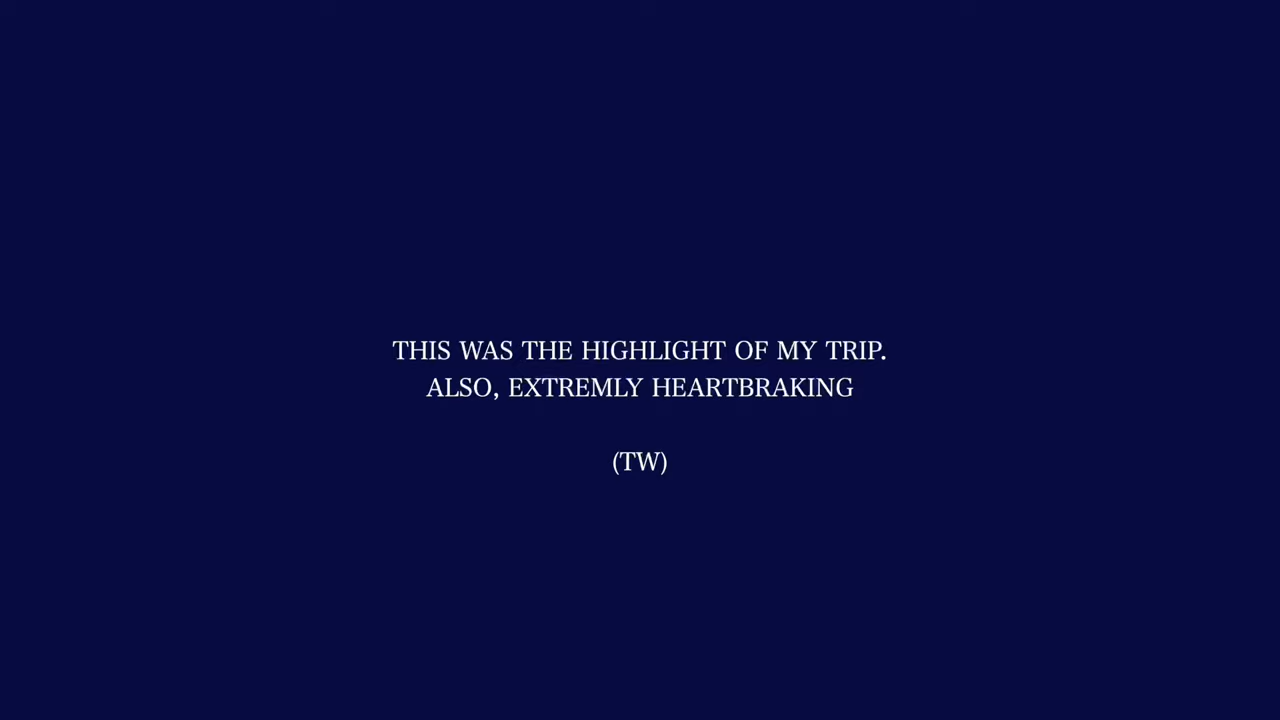 THIS WAS THE HIGHLIGHT OF MY TRIP.
ALSO, EXTREMLY HEARTBRAKING
(TW)